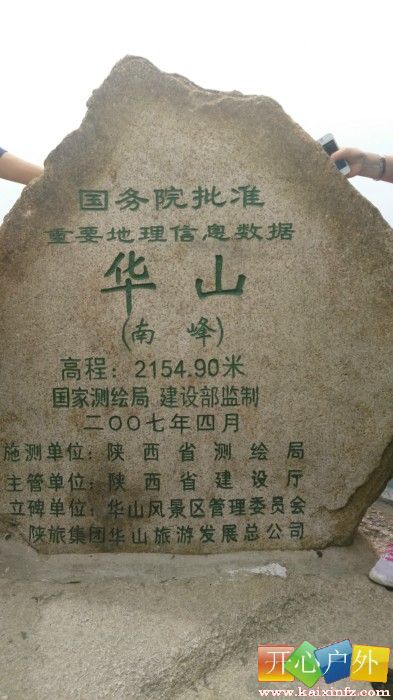 国务院批准
重要地理信息数据
华山
(南 峰)
高程：2154.90米
国家测绘局 建设部监制
二〇〇七年四月
施测单位：陕西省测绘局
主管单位：陕西省建设厅
立碑单位：华山风景区管理委员会
陕旅集团华山旅游发展总公司
开心户外
www.kaixinfz.com